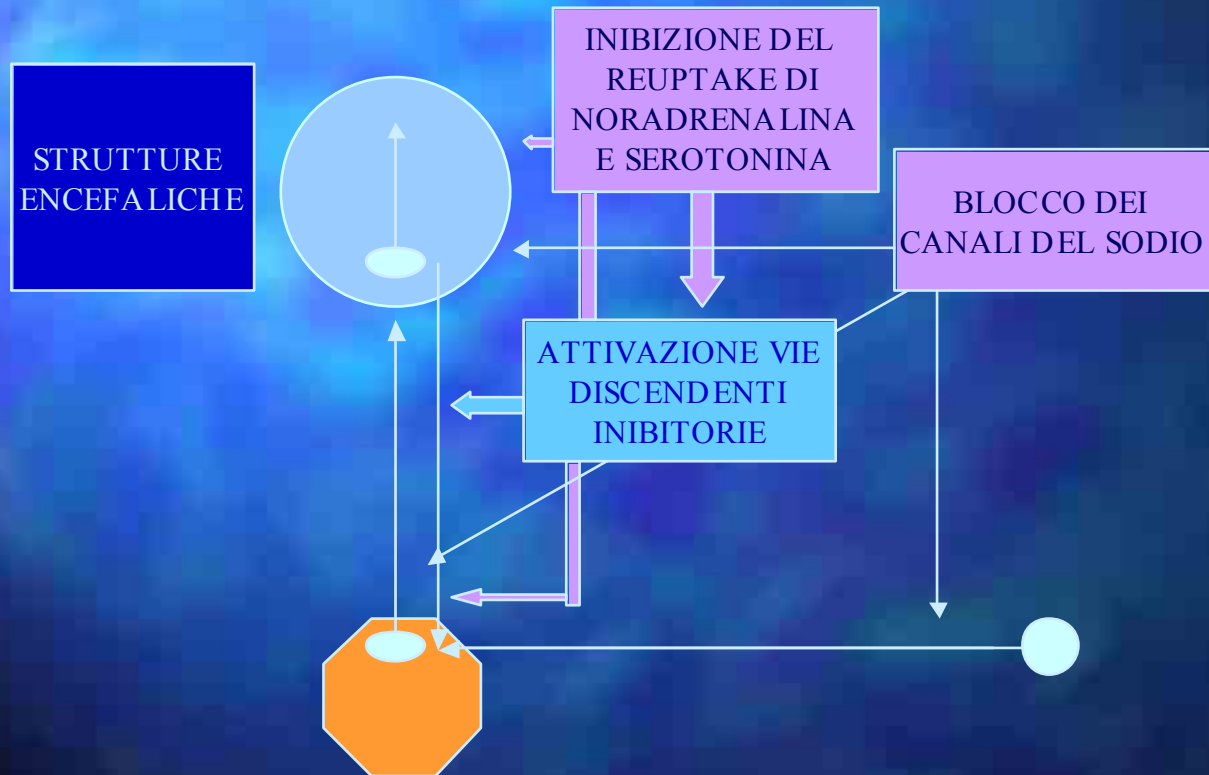 STRUTTURE
ENCEFALICHE
INIBIZIONE DEL
REUPTAKE DI
NORADRENALINA
E SEROTONINA
BLOCCO DEI
CANALI DEL SODIO
ATTIVAZIONE VIE
DISCENDENTI
INIBITORIE